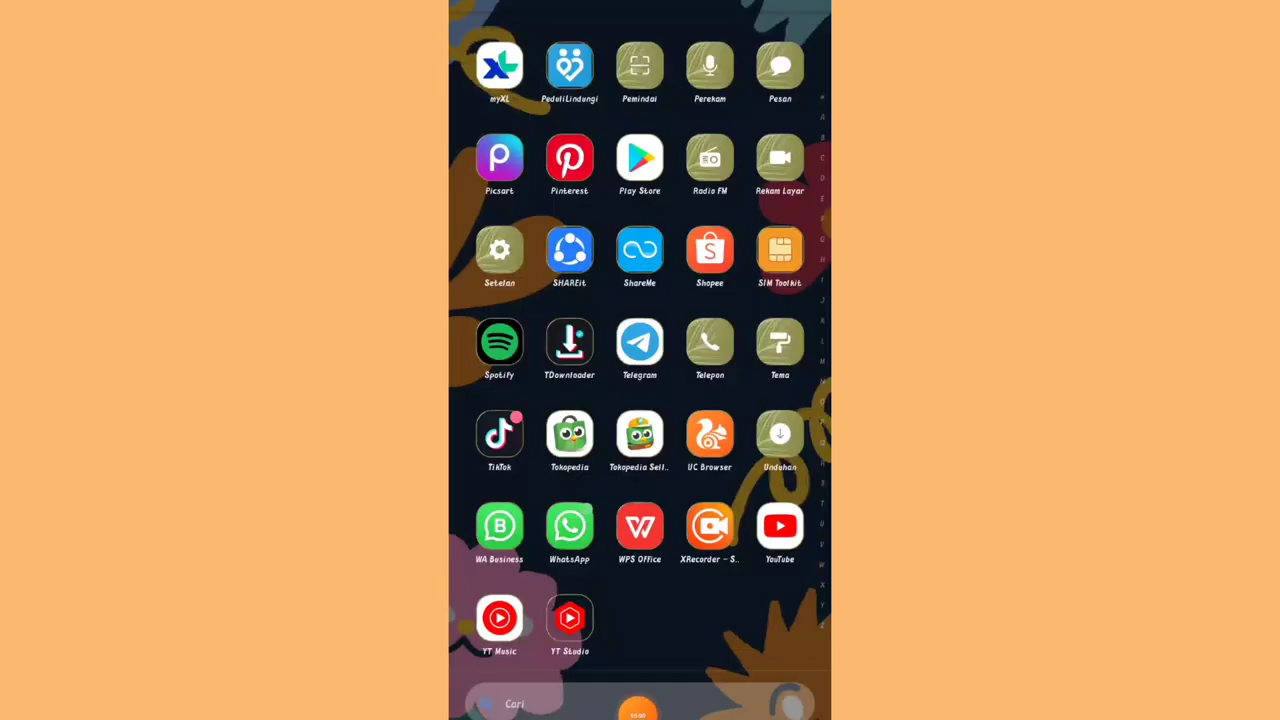 myXL
PeduliLindungi
Pemindai
Perekam
Pesan
Picsart
Pinterest
Play Store
Radio FM
Rekam Layar
Setelan
SHAREit
ShareMe
Shopee
SIM Toolkit
Spotify
TDownloader
Telegram
Telepon
Tema
TikTok
Tokopedia
Tokopedia Sell..
UC Browser
Unduhan
WA Business
WhatsApp
WPS Office
XRecorder - S..
YouTube
YT Music
YT Studio
Cari